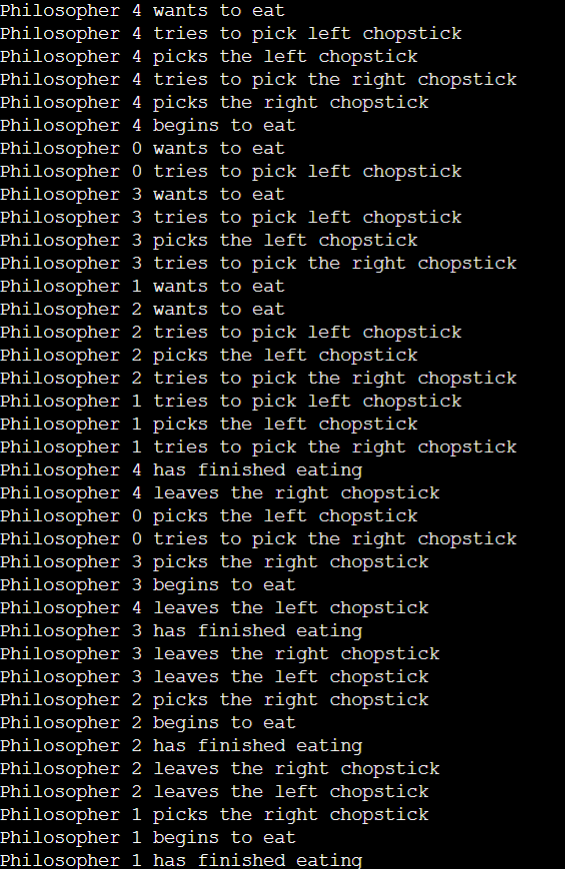 Philosopher 4 wants to eat
Philosopher 4 tries to pick left chopstick
Philosopher 4 picks the left chopstick
Philosopher 4 tries to pick the right chopstick
Philosopher 4 picks the right chopstick
Philosopher 4 begins to eat
Philosopher 0 wants to eat
Philosopher 0 tries to pick left chopstick
Philosopher 3 wants to eat
Philosopher 3 tries to pick left chopstick
Philosopher 3 picks the left chopstick
Philosopher 3 tries to pick the right chopstick
Philosopher 1 wants to eat
Philosopher 2 wants to eat
Philosopher 2 tries to pick left chopstick
Philosopher 2 picks the left chopstick
Philosopher 2 tries to pick the right chopstick
Philosopher 1 tries to pick left chopstick
Philosopher 1 picks the left chopstick
Philosopher 1 tries to pick the right chopstick
Philosopher 4 has finished eating
Philosopher 4 leaves the right chopstick
Philosopher 0 picks the left chopstick
Philosopher 0 tries to pick the right chopstick
Philosopher 3 picks the right chopstick
Philosopher 3 begins to eat
Philosopher 4 leaves the left chopstick
Philosopher 3 has finished eating
Philosopher 3 leaves the right chopstick
Philosopher 3 leaves the left chopstick
Philosopher 2 picks the right chopstick
Philosopher 2 begins to eat
Philosopher 2 has finished eating
Philosopher 2 leaves the right chopstick
Philosopher 2 leaves the left chopstick
Philosopher 1 picks the right chopstick
Philosopher 1 begins to eat
Philosopher 1 has finished eating